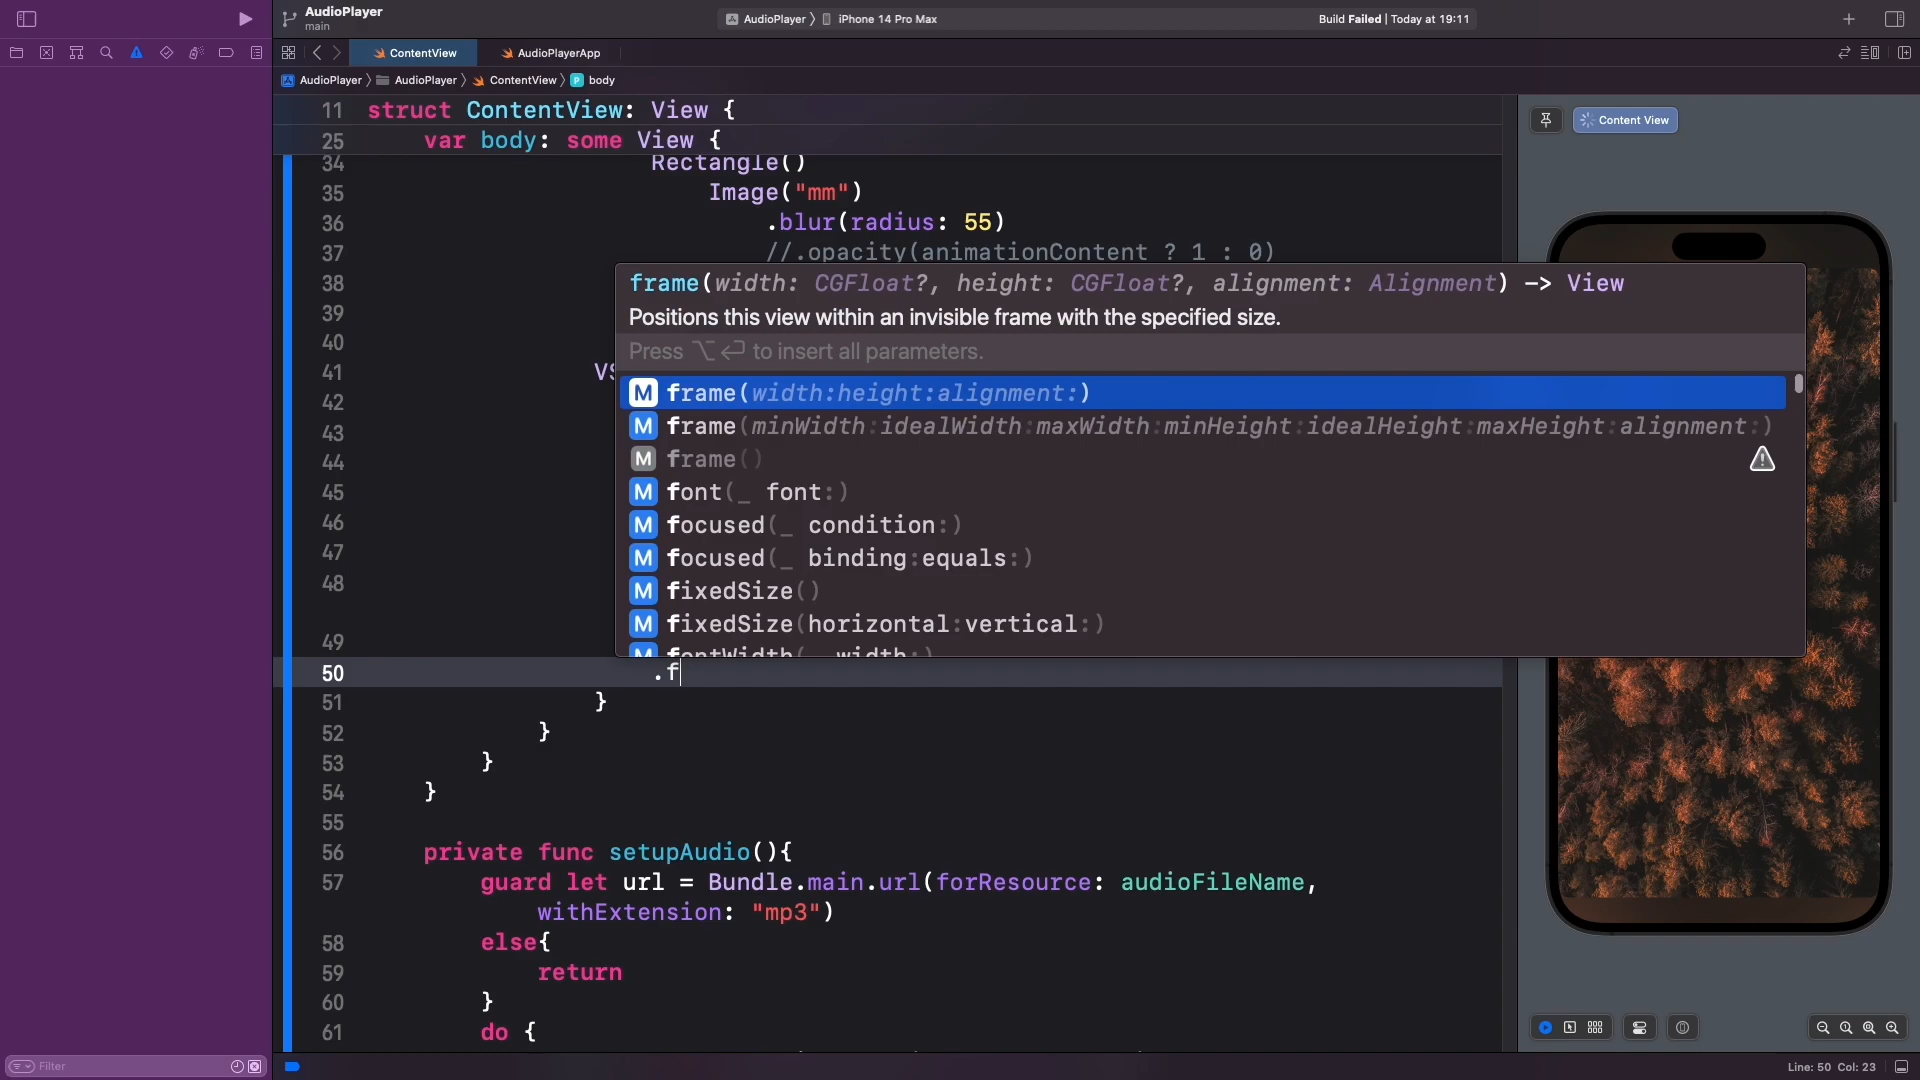 AudioPlayer
main
AudioPlayer 〉 iPhone 14 Pro Max
Build Failed | Today at 19:11
ContentView
AudioPlayerApp
AudioPlayer 〉 AudioPlayer 〉 ContentView 〉 P body
11 struct ContentView: View {
25 var body: some View {
34 Rectangle()
35 Image("mm")
36 .blur(radius: 55)
37 //.opacity(animationContent ? 1 : 0)
38
39
40
41 VS
42
43
44
45
46
47
48
49
50 .f
51 }
52 }
53 }
54 }
55
56 private func setupAudio(){
57 guard let url = Bundle.main.url(forResource: audioFileName,
withExtension: "mp3")
58 else{
59 return
60 }
61 do {
frame(width: CGFloat?, height: CGFloat?, alignment: Alignment) -> View
Positions this view within an invisible frame with the specified size.
Press ⌥⏎ to insert all parameters.
M frame(width:height:alignment:)
M frame(minWidth:idealWidth:maxWidth:minHeight:idealHeight:maxHeight:alignment:)
M frame()
M font(_ font:)
M focused(_ condition:)
M focused(_ binding:equals:)
M fixedSize()
M fixedSize(horizontal:vertical:)
M fontWidth(_ width:)
Content View
Filter
Line: 50 Col: 23